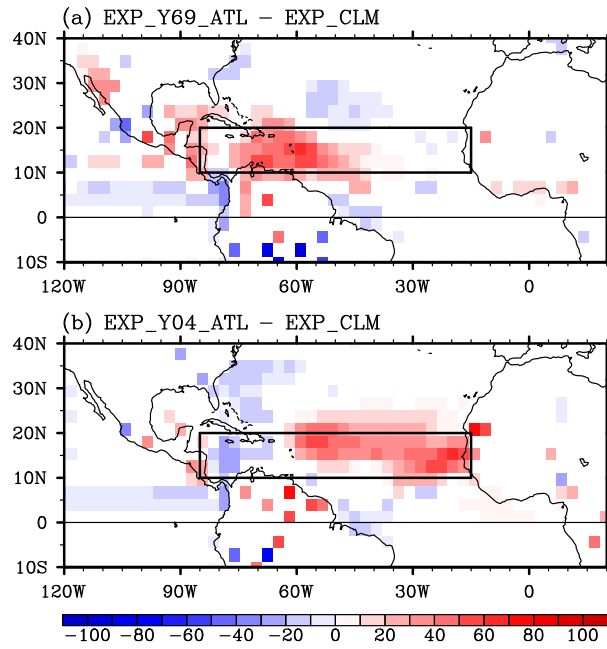 (a) EXP_Y69_ATL − EXP_CLM
40N
30N
20N
10N
0
10S
120W 90W 60W 30W 0
(b) EXP_Y04_ATL − EXP_CLM
40N
30N
20N
10N
0
10S
120W 90W 60W 30W 0
−100 −80 −60 −40 −20 0 20 40 60 80 100